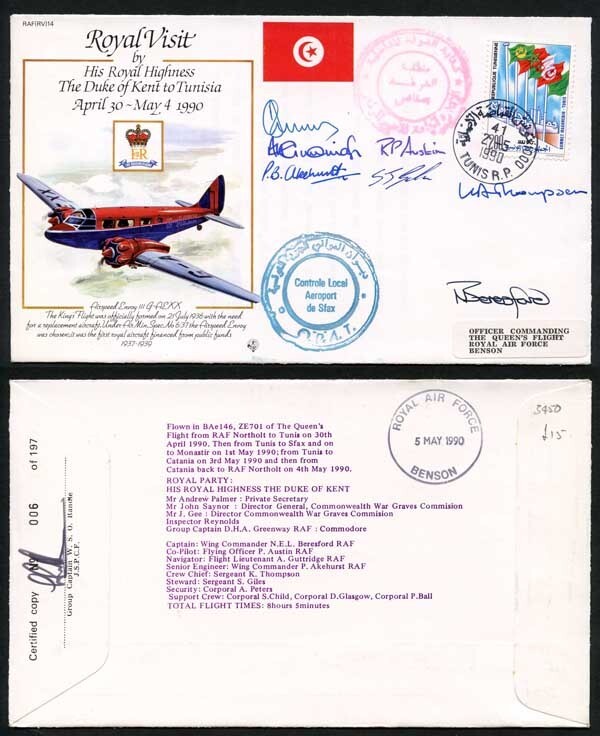 RAF(RV)14
Royal Visit
by
His Royal Highness
The Duke of Kent to Tunisia
April 30 - May 4 1990
E II R
Airspeed Envoy III G-AEXX
The King's Flight was officially formed on 21 July 1936 with the need
for a replacement aircraft. Under Air Min. Spec. No 6/37 the Airspeed Envoy
was chosen; it was the first royal aircraft financed from public funds
1937-1939
REPUBLIQUE TUNISIENNE
41
1990
TUNIS R.P.
RP Austin
P.B. Akehurst
K A Thompson
Controle Local
Aeroport
de Sfax
O.P.A.T.
N Beresford
OFFICER COMMANDING
THE QUEEN'S FLIGHT
ROYAL AIR FORCE
BENSON
Flown in BAe146, ZE701 of The Queen's
Flight from RAF Northolt to Tunis on 30th
April 1990. Then from Tunis to Sfax and on
to Monastir on 1st May 1990; from Tunis to
Catania on 3rd May 1990 and then from
Catania back to RAF Northolt on 4th May 1990.
ROYAL PARTY:
HIS ROYAL HIGHNESS THE DUKE OF KENT
Mr Andrew Palmer : Private Secretary
Mr John Saynor : Director General, Commonwealth War Graves Commision
Mr J. Gee : Director Commonwealth War Graves Commision
Inspector Reynolds
Group Captain D.H.A. Greenway RAF : Commodore
Captain: Wing Commander N.E.L. Beresford RAF
Co-Pilot: Flying Officer P. Austin RAF
Navigator: Flight Lieutenant A. Guttridge RAF
Senior Engineer: Wing Commander P. Akehurst RAF
Crew Chief: Sergeant K. Thompson
Steward: Sergeant S. Giles
Security: Corporal A. Peters
Support Crew: Corporal S.Child, Corporal D.Glasgow, Corporal P.Ball
TOTAL FLIGHT TIMES: 8hours 5minutes
ROYAL AIR FORCE
5 MAY 1990
BENSON
3450
£15
Certified copy No 006 of 197
Group Captain W. S. O. Randle
J.S.P.C.F.